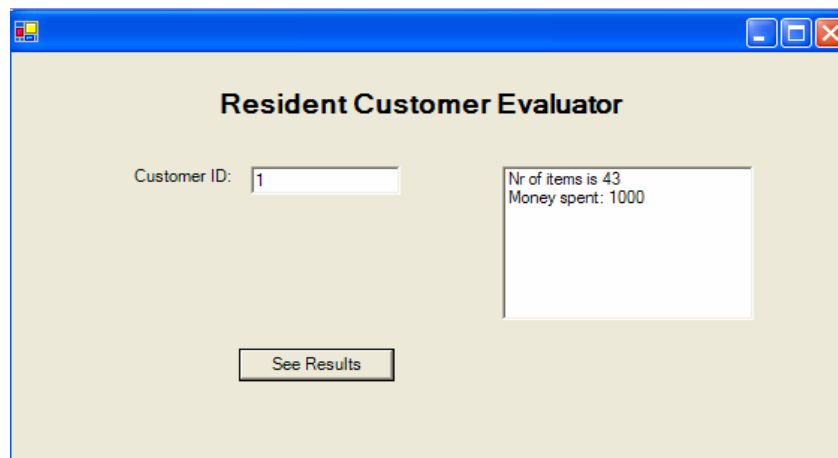 Resident Customer Evaluator
Customer ID:
1
Nr of items is 43
Money spent: 1000
See Results